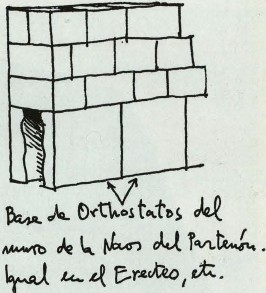 Base de Orthostatos del
muro de la Naos del Partenón.
Igual en el Erecteo, etc.